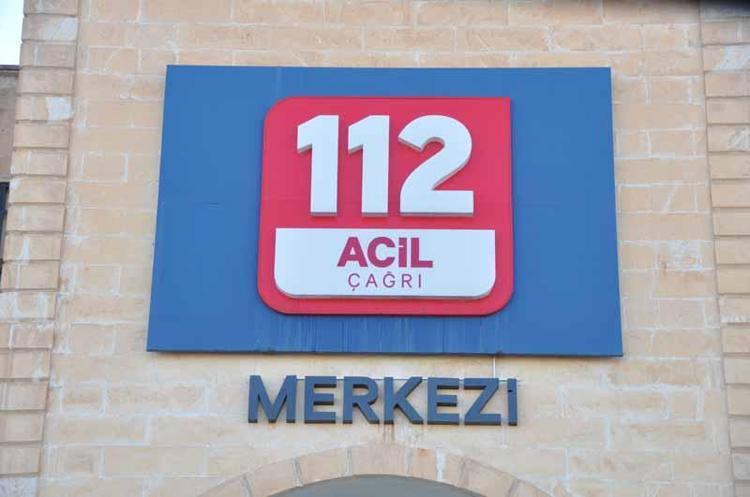 112
ACİL
ÇAĞRI
MERKEZİ